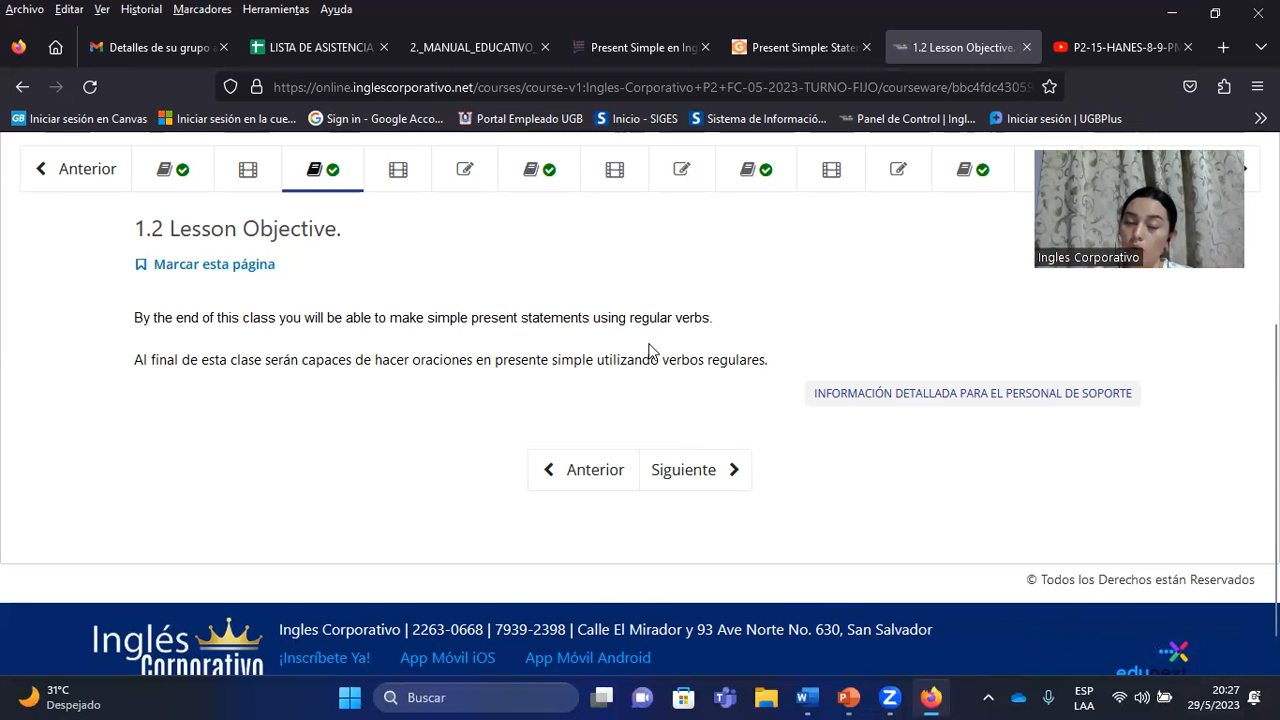 Archivo Editar Ver Historial Marcadores Herramientas Ayuda
Detalles de su grupo a
LISTA DE ASISTENCIA
2._MANUAL_EDUCATIVO_
Present Simple en Ing
Present Simple: State
1.2 Lesson Objective.
P2-15-HANES-8-9-PM
https://online.inglescorporativo.net/courses/course-v1:Ingles-Corporativo+P2+FC-05-2023-TURNO-FIJO/courseware/bbc4fdc43059
Iniciar sesión en Canvas
Iniciar sesión en la cue...
Sign in - Google Acco...
Portal Empleado UGB
Inicio - SIGES
Sistema de Informació...
Panel de Control | Ingl...
Iniciar sesión | UGBPlus
Anterior
1.2 Lesson Objective.
Marcar esta página
Ingles Corporativo
By the end of this class you will be able to make simple present statements using regular verbs.
Al final de esta clase serán capaces de hacer oraciones en presente simple utilizando verbos regulares.
INFORMACIÓN DETALLADA PARA EL PERSONAL DE SOPORTE
Anterior Siguiente
© Todos los Derechos están Reservados
Inglés
Corporativo
Ingles Corporativo | 2263-0668 | 7939-2398 | Calle El Mirador y 93 Ave Norte No. 630, San Salvador
¡Inscríbete Ya! App Móvil iOS App Móvil Android
edunext
31°C
Despejado
Buscar
ESP
LAA
20:27
29/5/2023